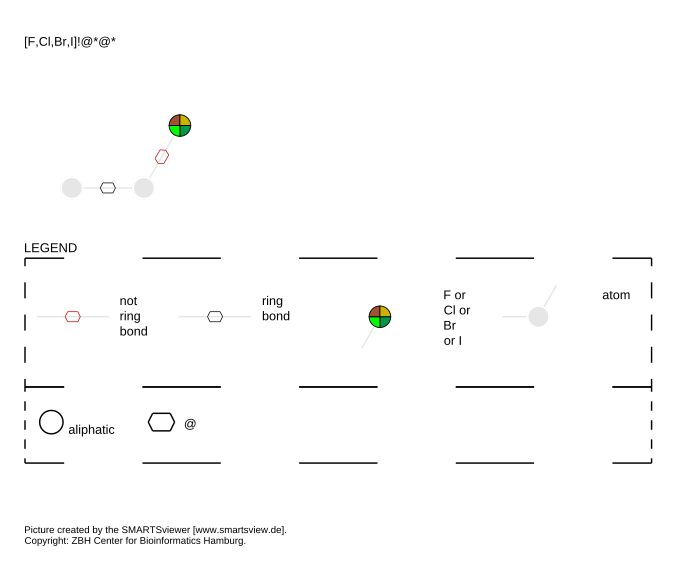 [F,Cl,Br,I]!@*@*
LEGEND
not
ring
bond
ring
bond
F or
Cl or
Br
or I
atom
aliphatic
@
Picture created by the SMARTSviewer [www.smartsview.de].
Copyright: ZBH Center for Bioinformatics Hamburg.